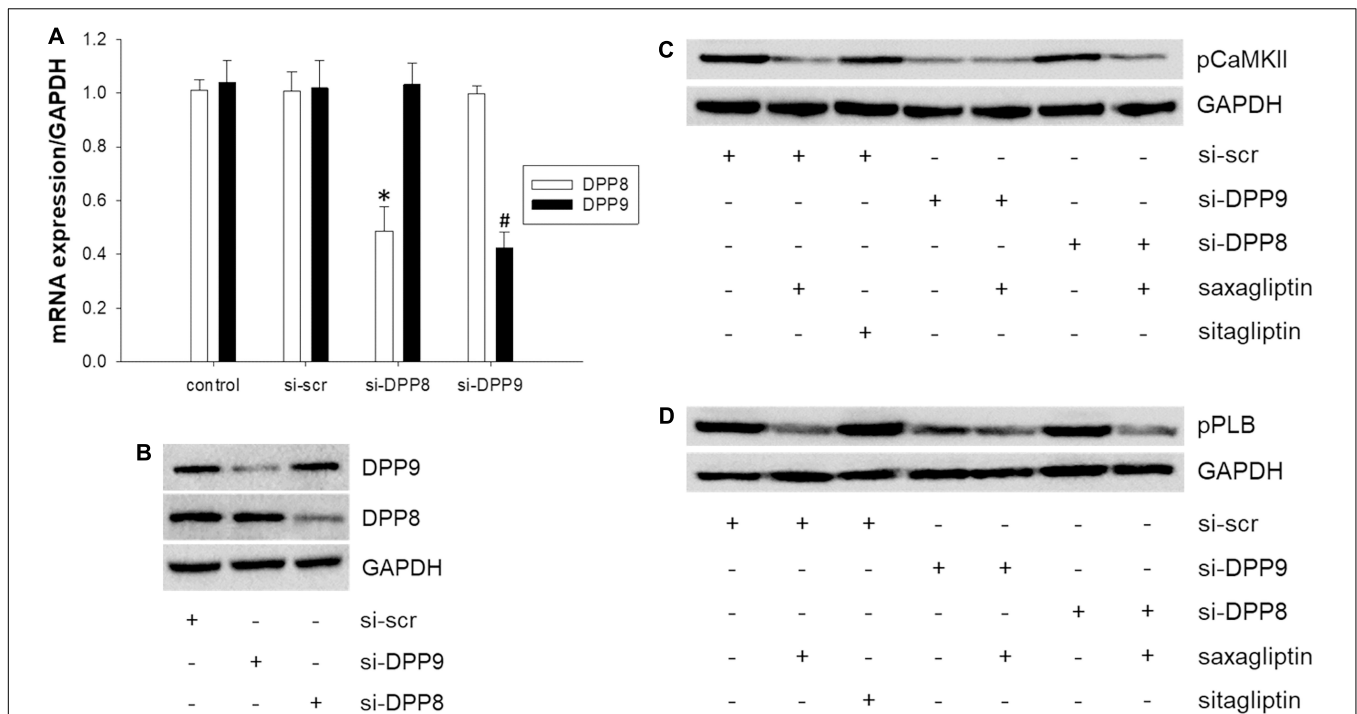 A
1.2
1.0
0.8
0.6
0.4
0.2
0.0
mRNA expression/GAPDH
*
#
DPP8
DPP9
control si-scr si-DPP8 si-DPP9
B
DPP9
DPP8
GAPDH
+ - - si-scr
- + - si-DPP9
- - + si-DPP8
C
pCaMKII
GAPDH
+ + + - - - - si-scr
- - - + + - - si-DPP9
- - - - - + + si-DPP8
- + - - + - + saxagliptin
- - + - - - - sitagliptin
D
pPLB
GAPDH
+ + + - - - - si-scr
- - - + + - - si-DPP9
- - - - - + + si-DPP8
- + - - + - + saxagliptin
- - + - - - - sitagliptin